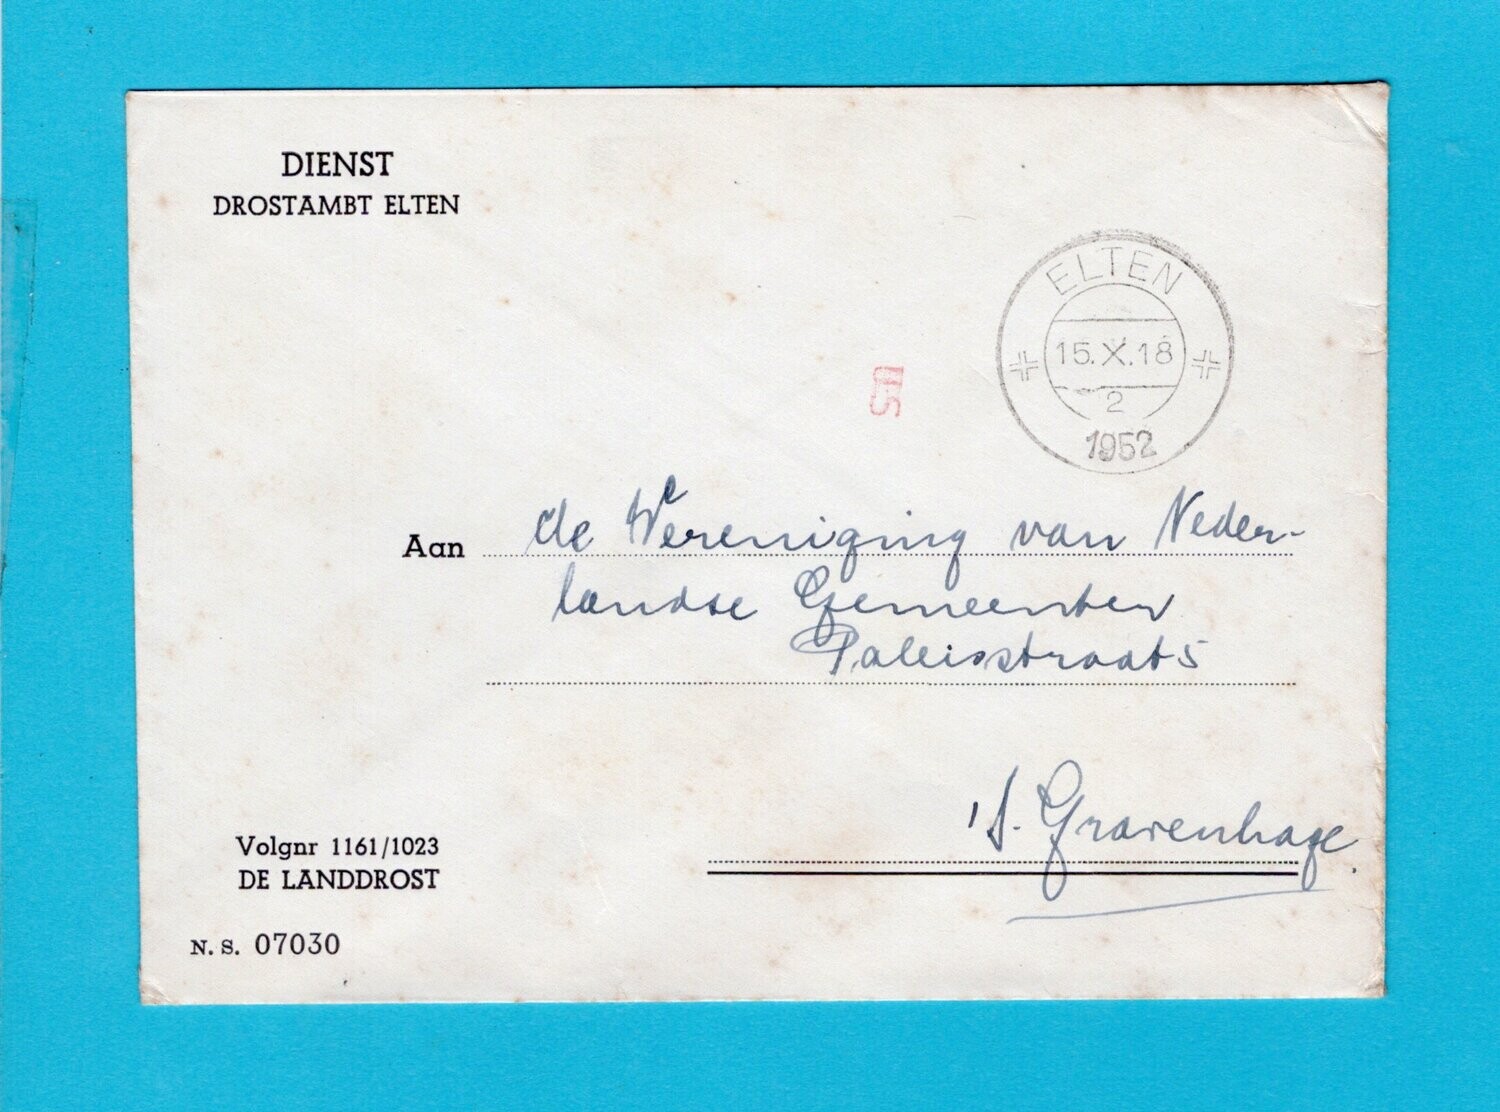 DIENST
DROSTAMBT ELTEN
ELTEN
15.X.18
2
1952
Aan de Vereniging van Neder-
landse Gemeenten
Paleisstraat 5
's. Gravenhage.
Volgnr 1161/1023
DE LANDDROST
N. S. 07030